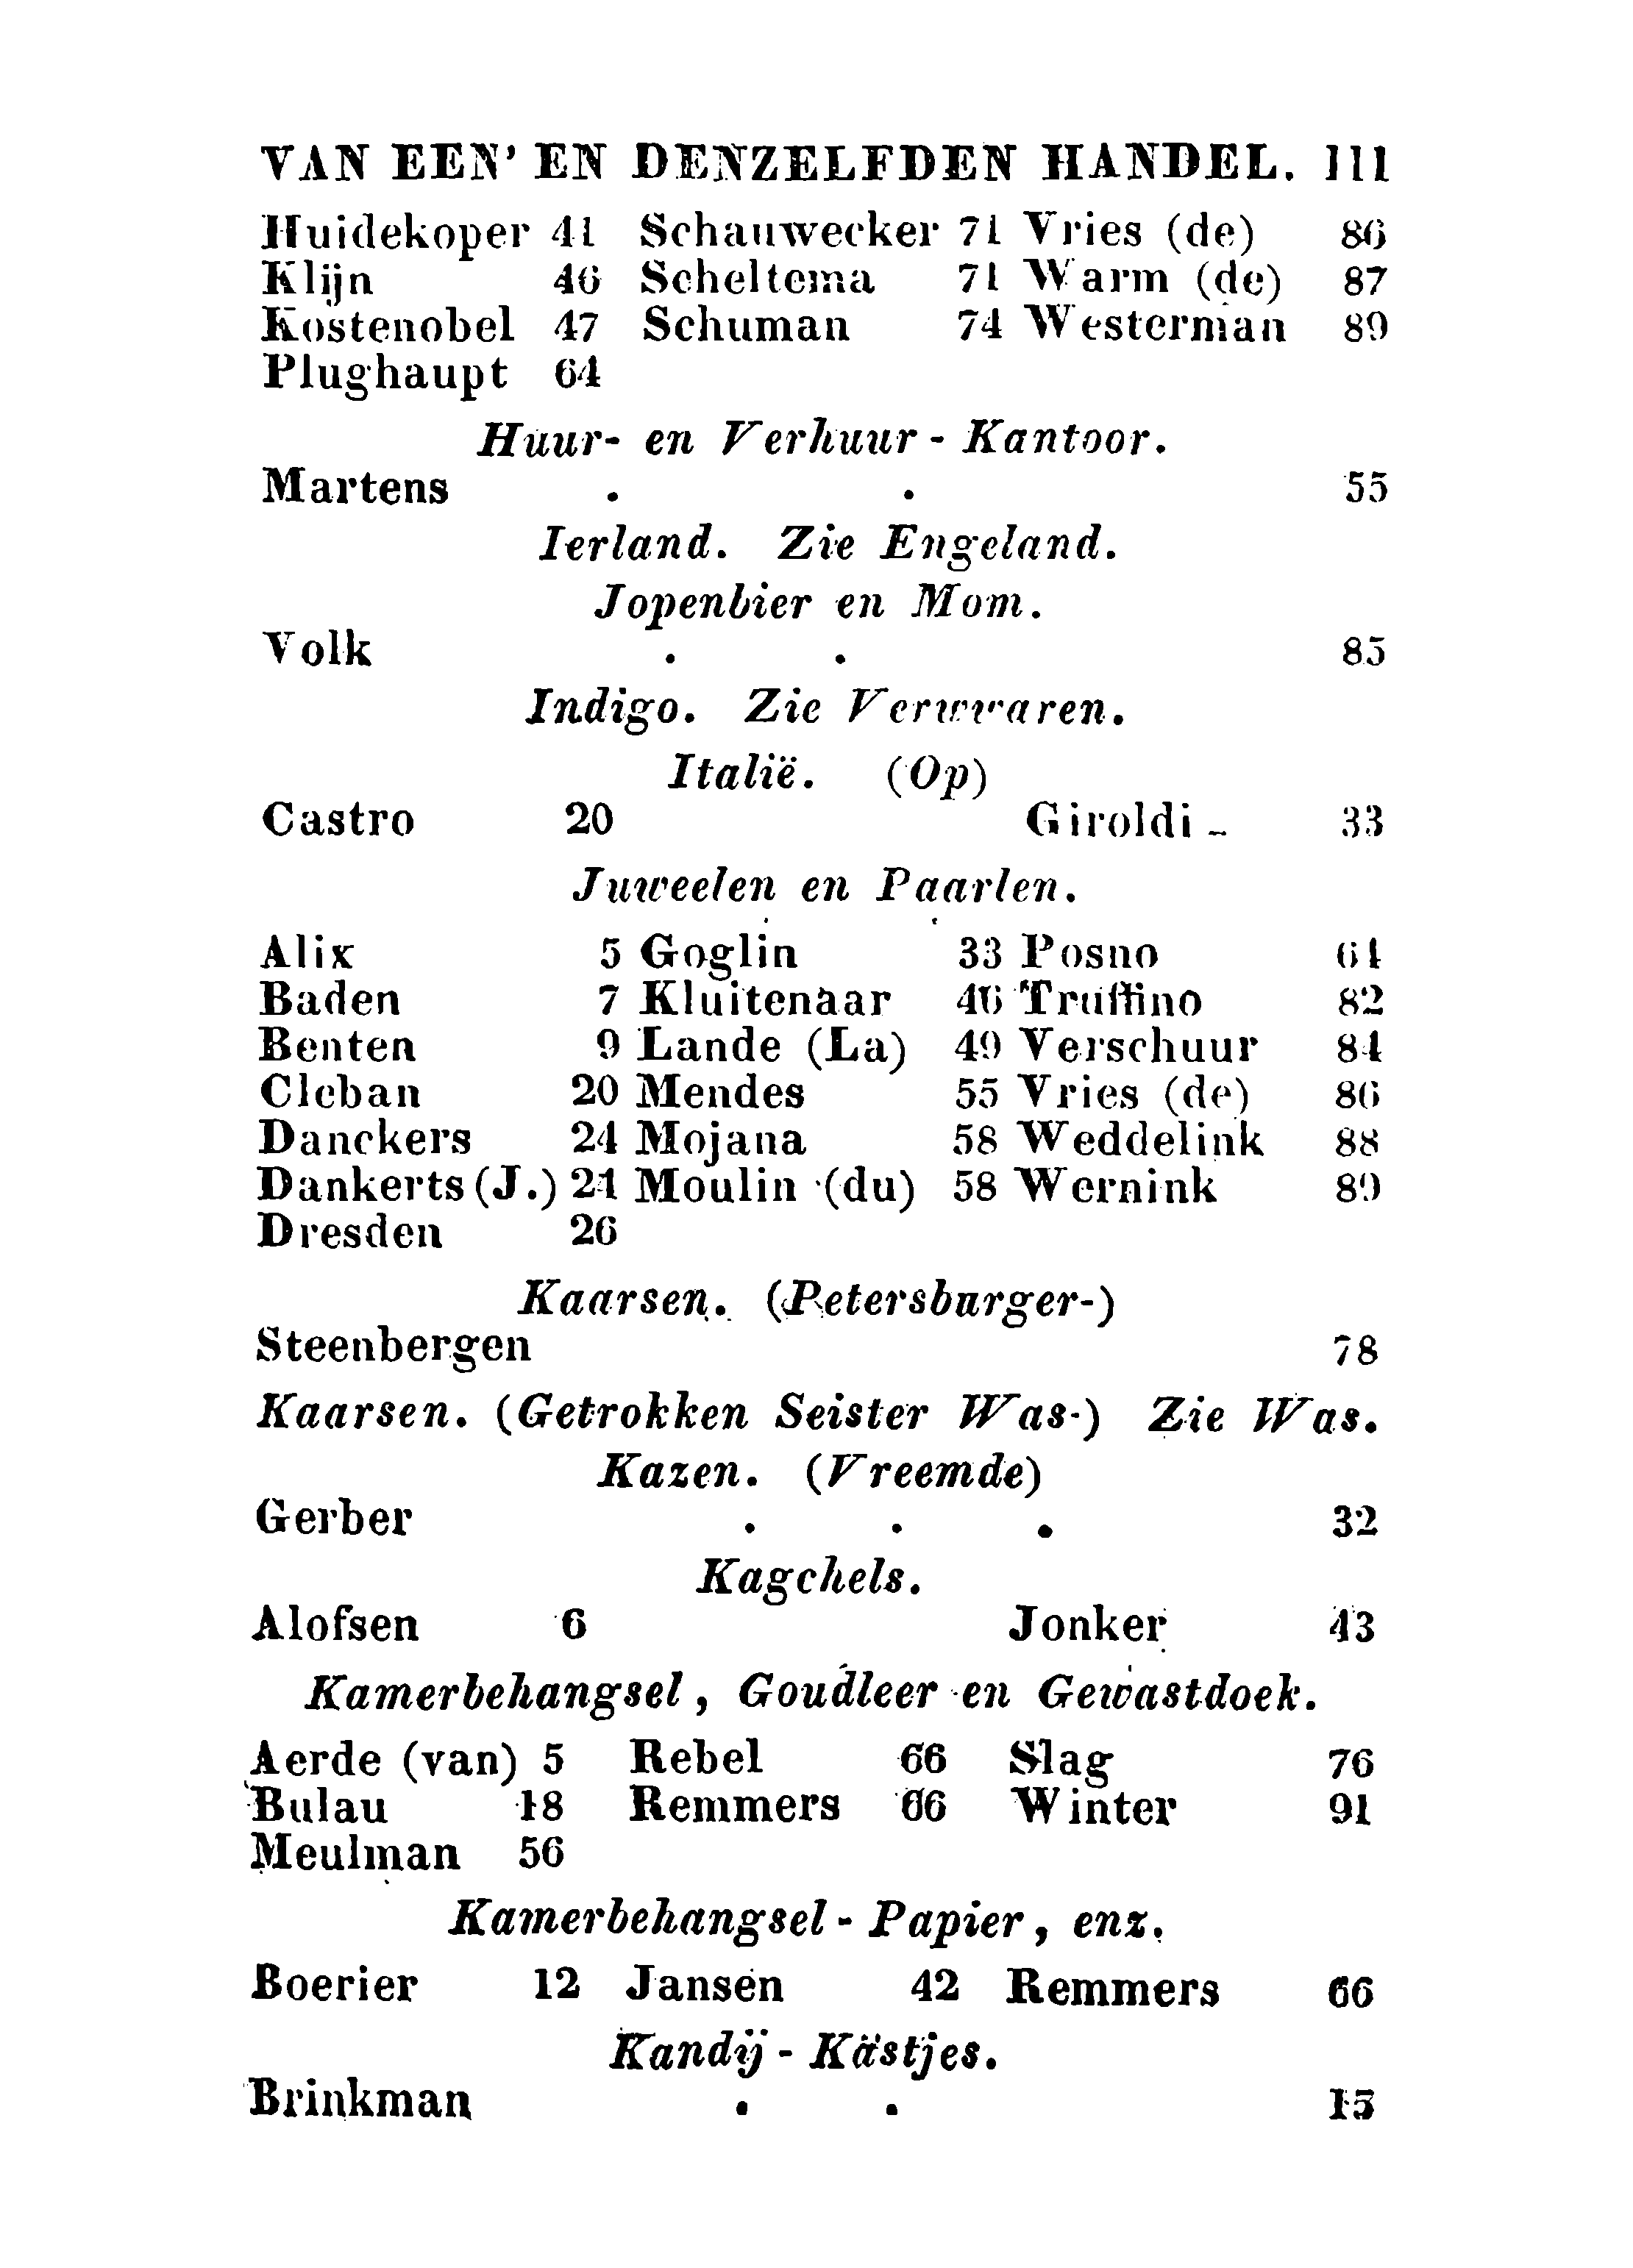 VAN EEN' EN DENZELFDEN HANDEL. 111
Huidekoper 41 Schauwecker 71 Vries (de) 86
Klijn 46 Scheltema 71 Warm (de) 87
Kostenobel 47 Schuman 74 Westerman 89
Plughaupt 64
Huur- en Verhuur-Kantoor.
Martens . . 55
Ierland. Zie Engeland.
Jopenbier en Mom.
Volk . . 85
Indigo. Zie Verwwaren.
Italië. (Op)
Castro 20 Giroldi 33
Juweelen en Paarlen.
Alix 5 Goglin 33 Posno 64
Baden 7 Kluitenaar 46 Truffino 82
Benten 9 Lande (La) 49 Verschuur 84
Cleban 20 Mendes 55 Vries (de) 86
Danckers 24 Mojana 58 Weddelink 88
Dankerts (J.) 24 Moulin (du) 58 Wernink 89
Dresden 26
Kaarsen. (Petersburger-)
Steenbergen 78
Kaarsen. (Getrokken Seister Was-) Zie Was.
Kazen. (Vreemde)
Gerber . . . 32
Kagchels.
Alofsen 6 Jonker 43
Kamerbehangsel, Goudleer en Gewastdoek.
Aerde (van) 5 Rebel 66 Slag 76
Bulau 18 Remmers 66 Winter 91
Meulman 56
Kamerbehangsel-Papier, enz.
Boerier 12 Jansen 42 Remmers 66
Kandij-Kästjes.
Brinkman . . 15